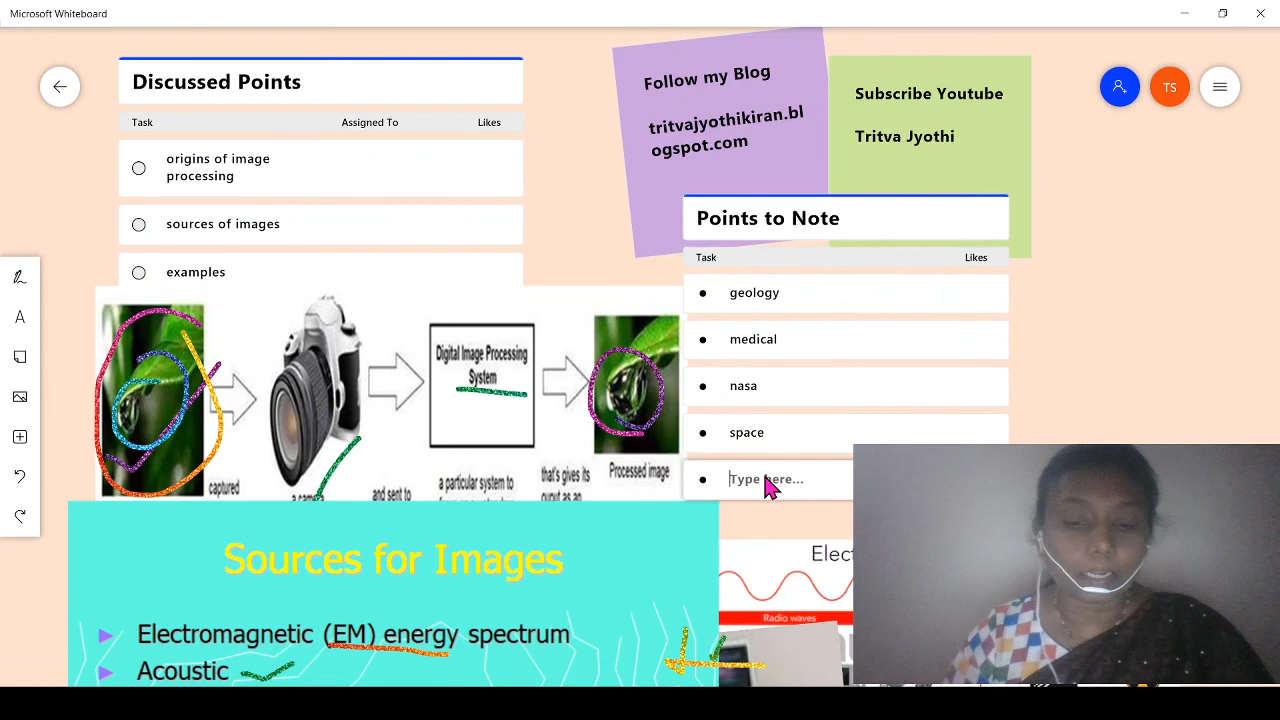 Microsoft Whiteboard
Discussed Points
Task Assigned To Likes
origins of image
processing
sources of images
examples
Follow my Blog
tritvajyothikiran.bl
ogspot.com
Subscribe Youtube
Tritva Jyothi
TS
Points to Note
Task Likes
geology
medical
nasa
space
Type here...
Digital Image Processing
System
captured
and sent to
a particular system to
that's gives its
Processed image
Sources for Images
Electromagnetic (EM) energy spectrum
Acoustic
Radio waves